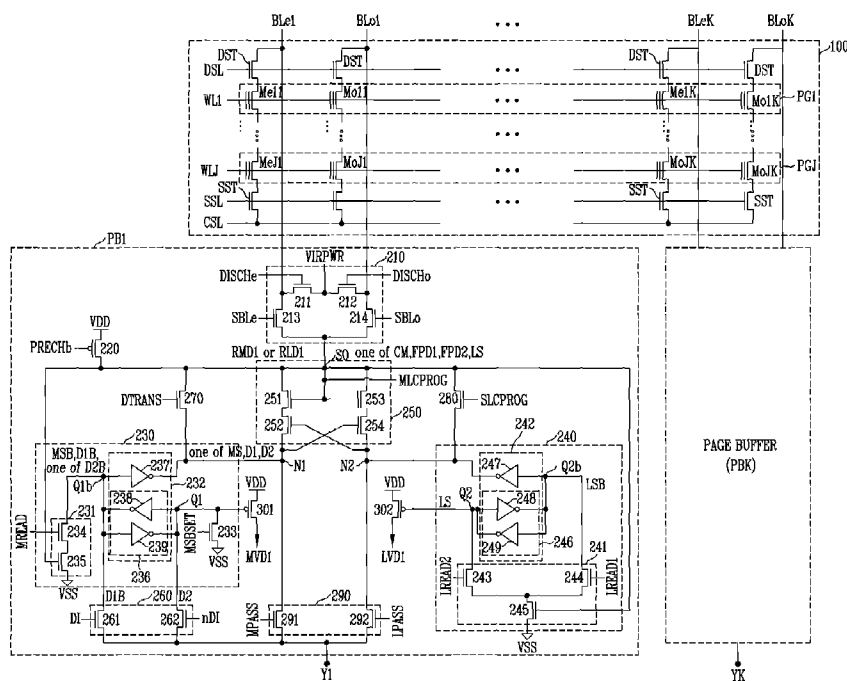 BLe1 BLo1 ... BLeK BLoK
100
DST DST DST DST
DSL
Me11 Mo11 Me1K Mo1K
WL1 PG1
MeJ1 MoJ1 MoJK MoJK
WLJ PGJ
SST SST SST
SSL
CSL
PB1
VIRPWR 210
DISCHe DISCHo
211 212
SBLe 213 214 SBLo
VDD
PRECHb 220
RMD1 or RLD1 SO one of CM,FPD1,FPD2,LS
MLCPROG
251 253
DTRANS 270 280 SLCPROG
252 254 250
230 242 240
MSB,D1B, one of D2B
one of MS,D1,D2
237 232 N1 N2 247 Q2b
Q1b
231 238 Q1 VDD VDD LS Q2 248 LSB
MREAD 234 239 MSBSET 233 301 302 249 246 241
235 236 VSS MVD1 LVD1 LREAD2 243 244 LREAD1
VSS
D1B 260 D2 290 245
DI 261 262 nDI MPASS 291 292 LPASS VSS
PAGE BUFFER
(PBK)
Y1 YK